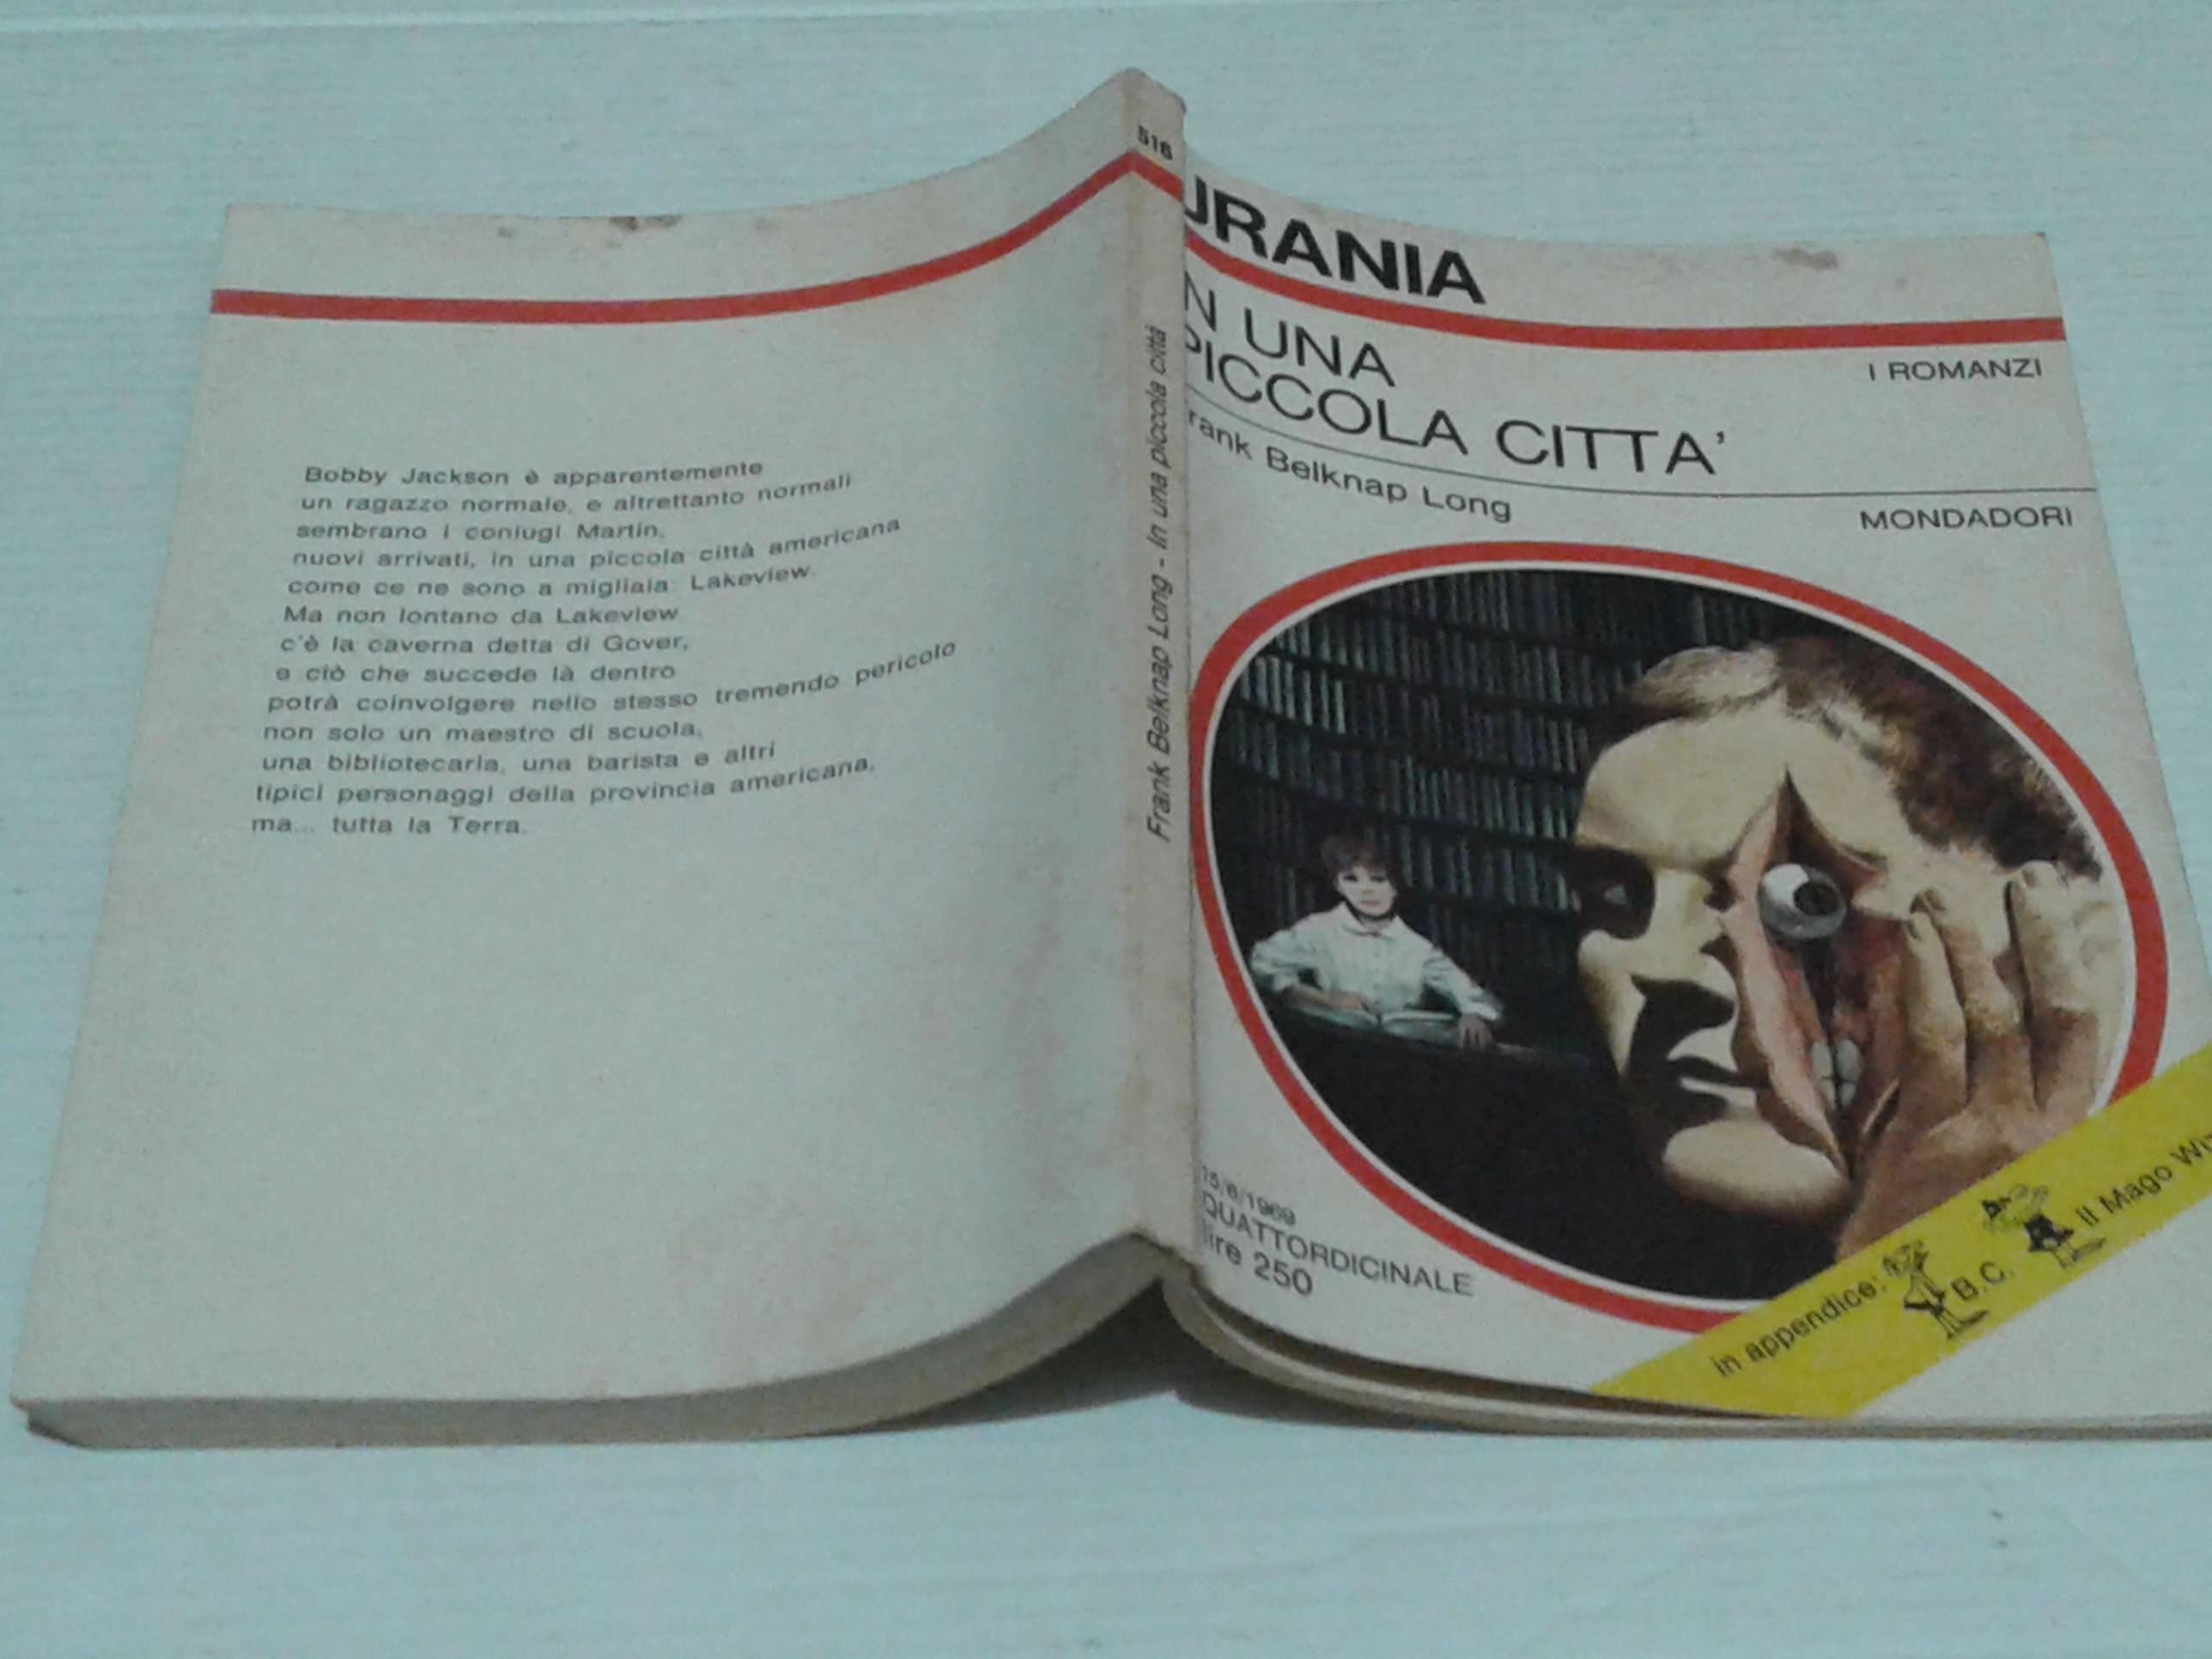 Bobby Jackson è apparentemente
un ragazzo normale, e altrettanto normali
sembrano i coniugi Martin,
nuovi arrivati, in una piccola città americana
come ce ne sono a migliaia: Lakeview.
Ma non lontano da Lakeview
c'è la caverna detta di Gover,
e ciò che succede là dentro
potrà coinvolgere nello stesso tremendo pericolo
non solo un maestro di scuola,
una bibliotecaria, una barista e altri
tipici personaggi della provincia americana,
ma... tutta la Terra.
516
Frank Belknap Long - In una piccola città
URANIA
IN UNA
PICCOLA CITTA'
I ROMANZI
Frank Belknap Long
MONDADORI
15/6/1969
QUATTORDICINALE
lire 250
in appendice: B.C. Il Mago